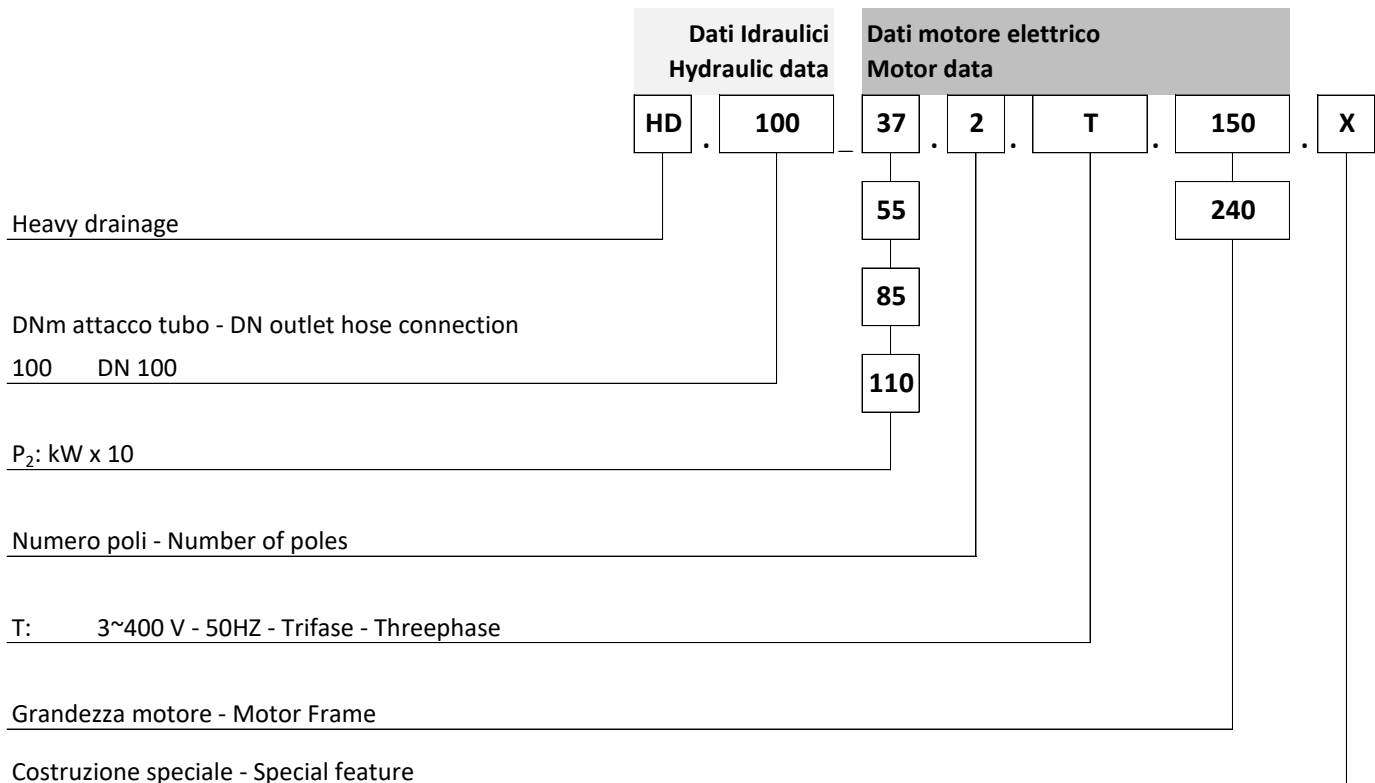 Dati Idraulici
Hydraulic data
Dati motore elettrico
Motor data
HD . 100 _ 37 . 2 . T . 150 . X
55 240
Heavy drainage
85
DNm attacco tubo - DN outlet hose connection
100 DN 100
110
P₂: kW x 10
Numero poli - Number of poles
T: 3~400 V - 50HZ - Trifase - Threephase
Grandezza motore - Motor Frame
Costruzione speciale - Special feature